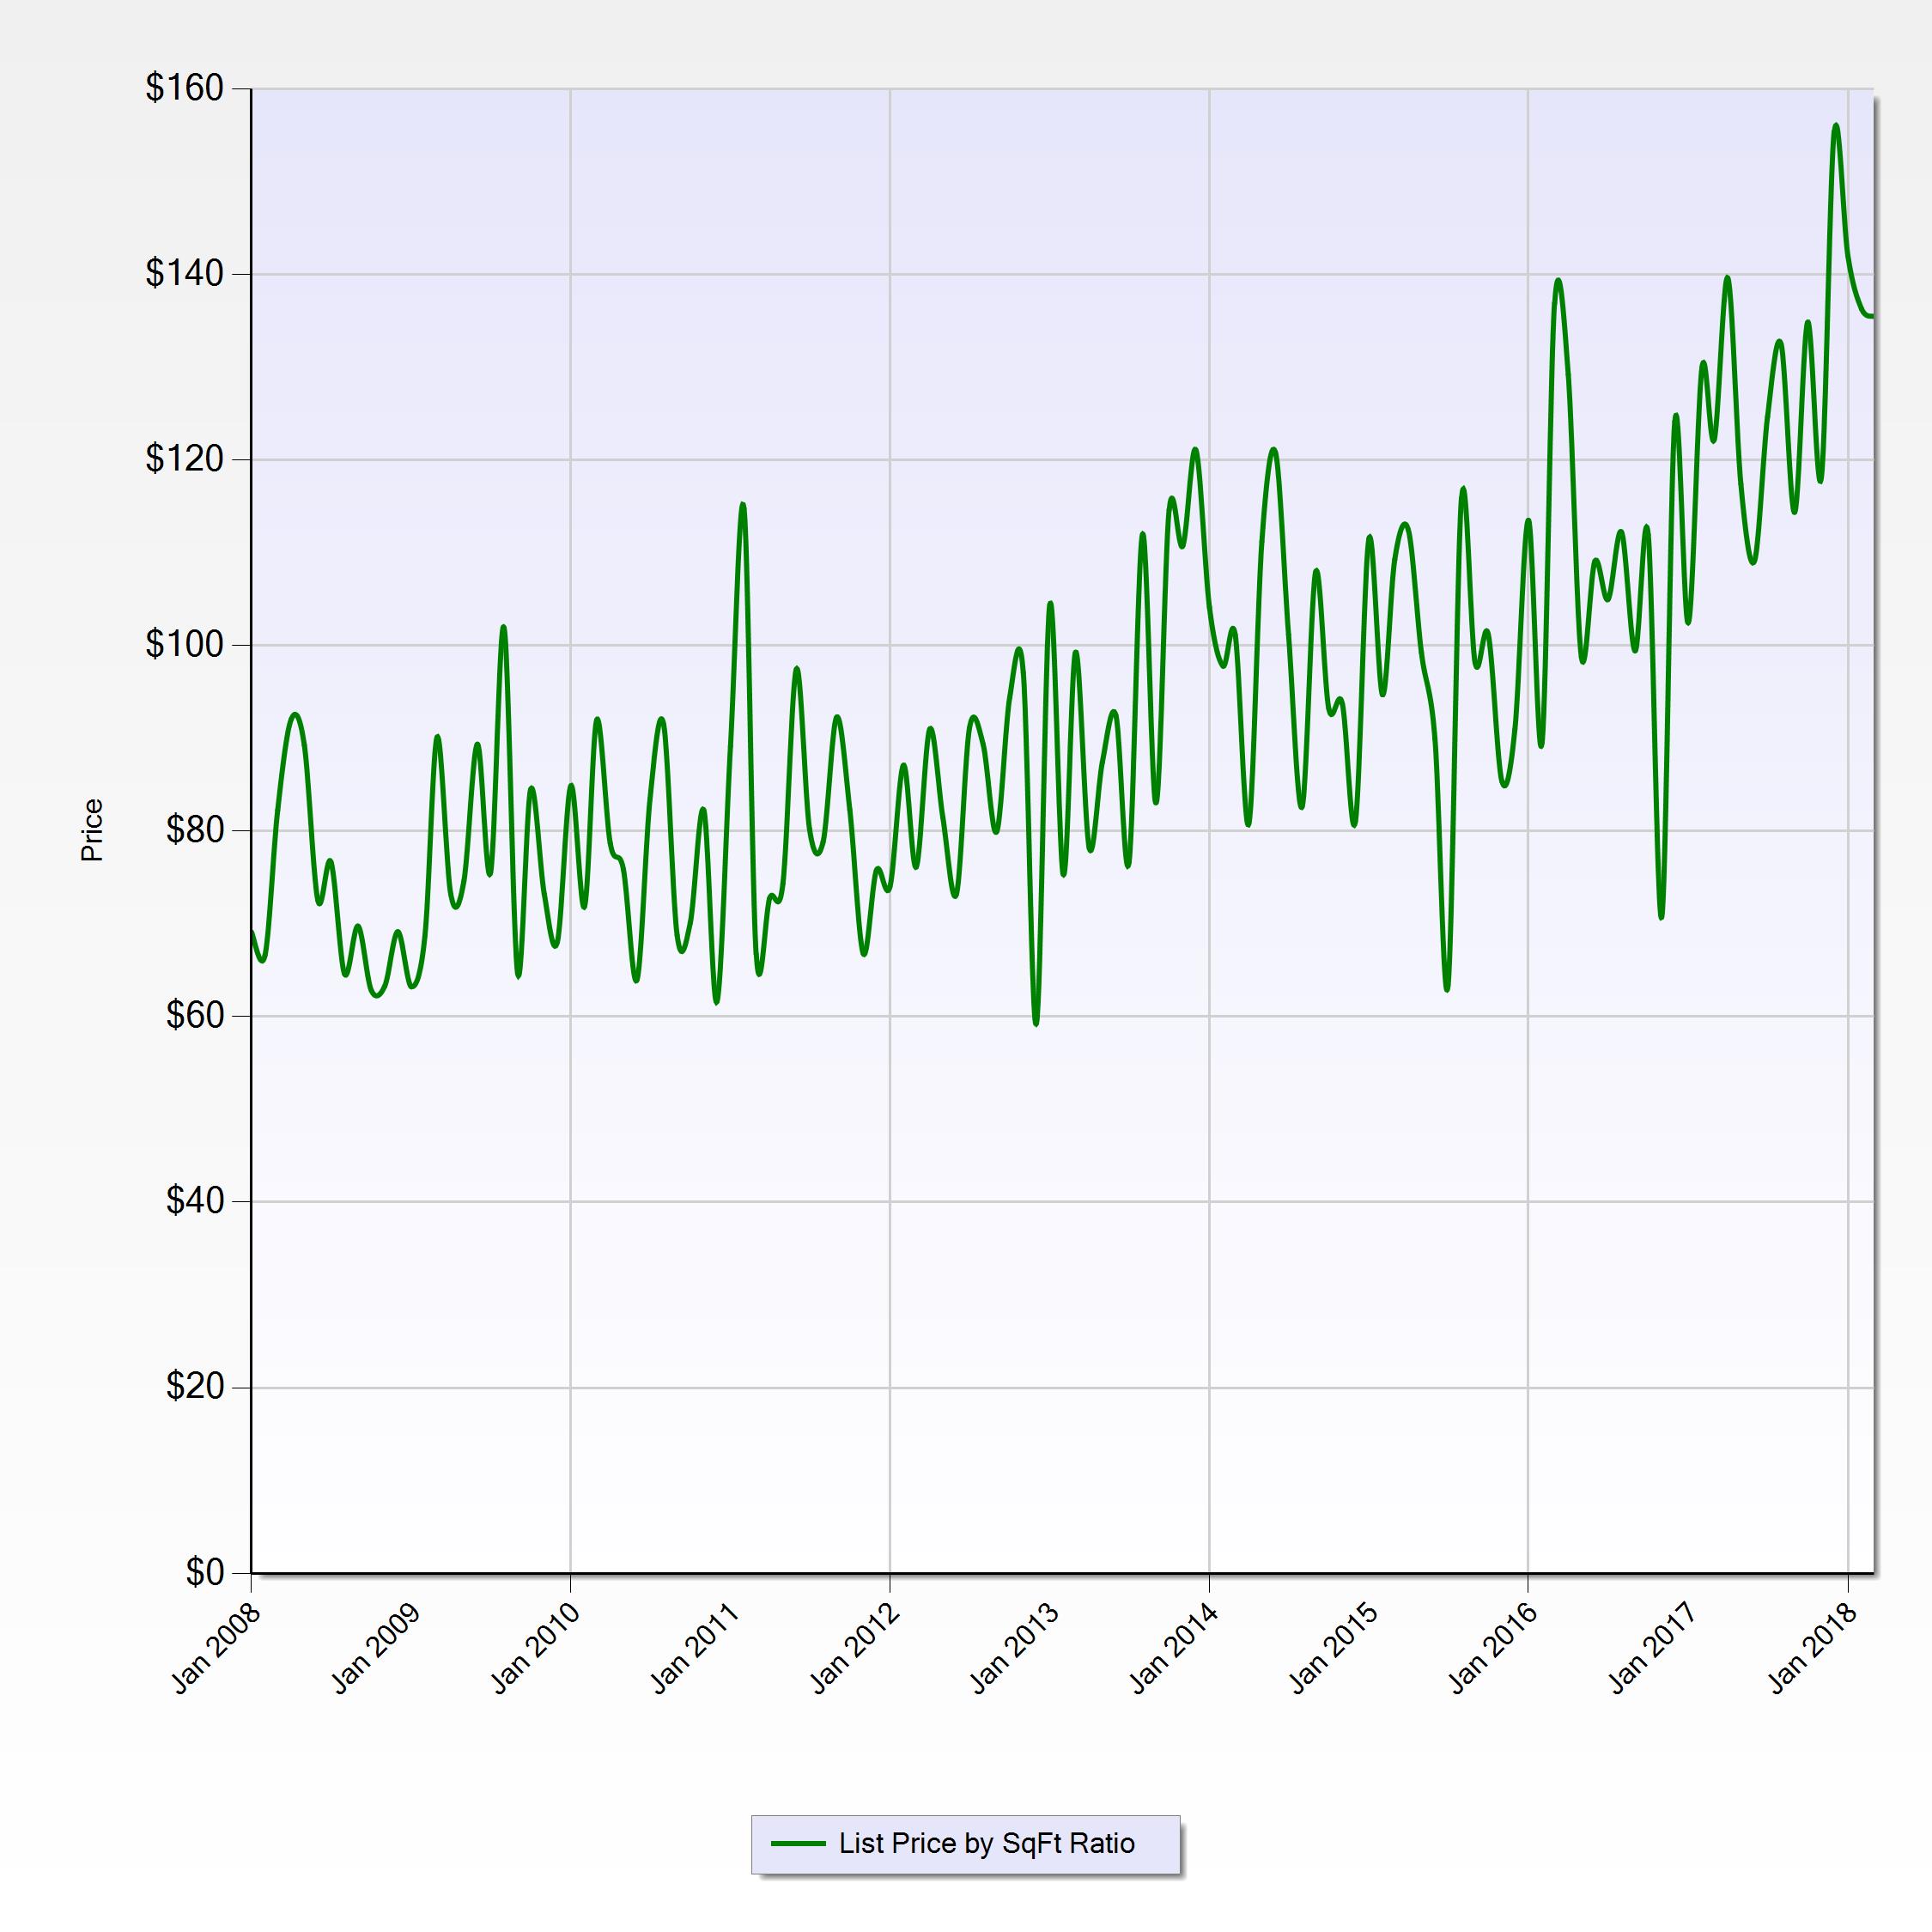 $160
$140
$120
$100
$80
$60
$40
$20
$0
Price
Jan 2008
Jan 2009
Jan 2010
Jan 2011
Jan 2012
Jan 2013
Jan 2014
Jan 2015
Jan 2016
Jan 2017
Jan 2018
List Price by SqFt Ratio